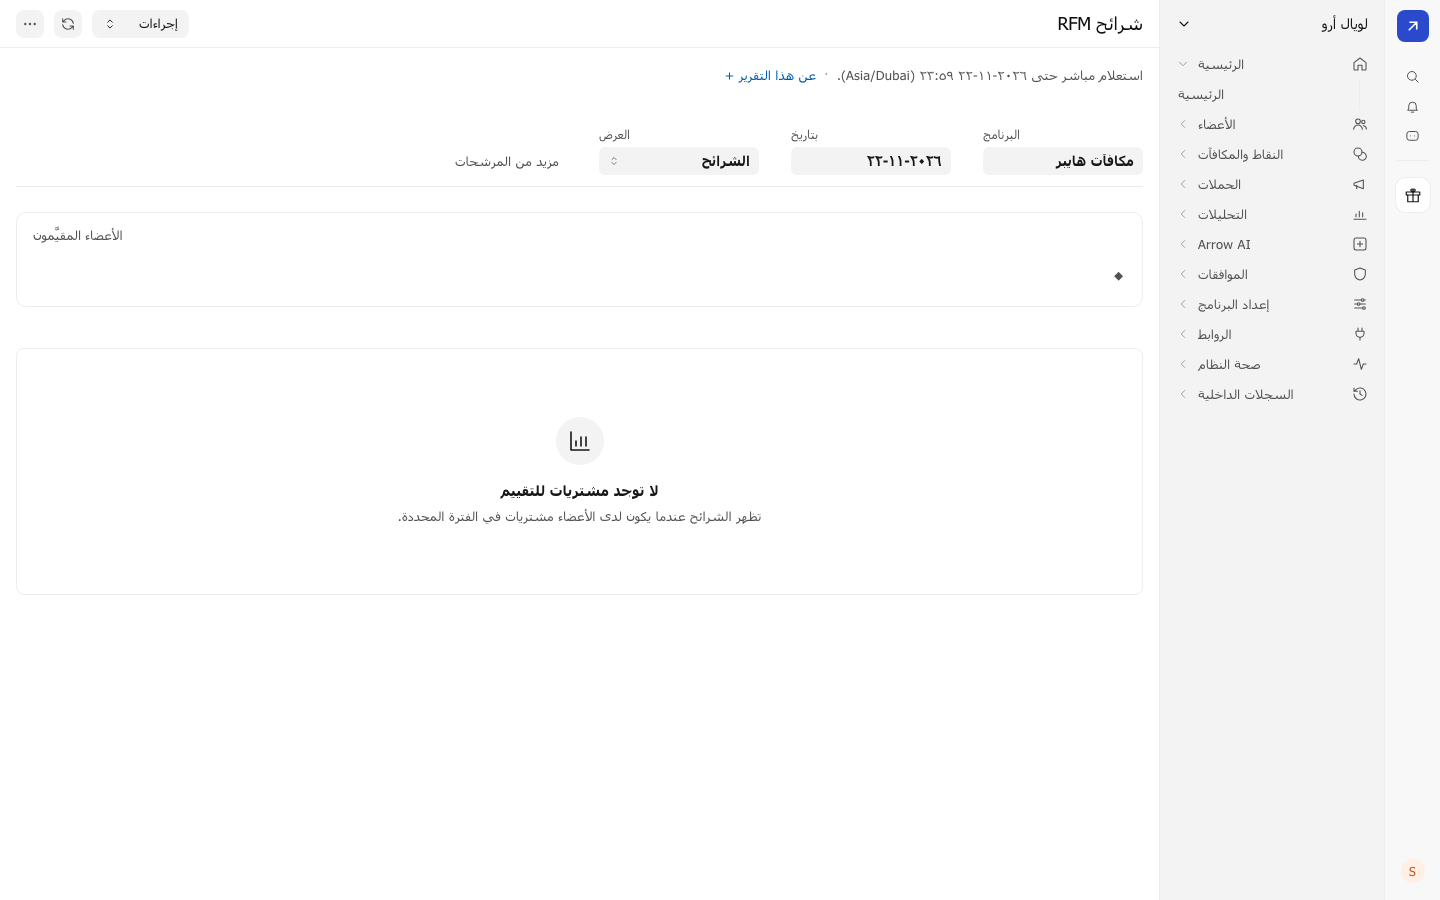 لويال أرو
الرئيسية
الرئيسية
الأعضاء
النقاط والمكافآت
الحملات
التحليلات
Arrow AI
الموافقات
إعداد البرنامج
الروابط
صحة النظام
السجلات الداخلية
S
شرائح RFM
إجراءات
استعلام مباشر حتى ٢٠٢٦-١١-٢٢ ٢٣:٥٩ (Asia/Dubai). · عن هذا التقرير +
البرنامج
مكافآت هايبر
بتاريخ
٢٠٢٦-١١-٢٢
العرض
الشرائح
مزيد من المرشحات
الأعضاء المقيَّمون
لا توجد مشتريات للتقييم
تظهر الشرائح عندما يكون لدى الأعضاء مشتريات في الفترة المحددة.